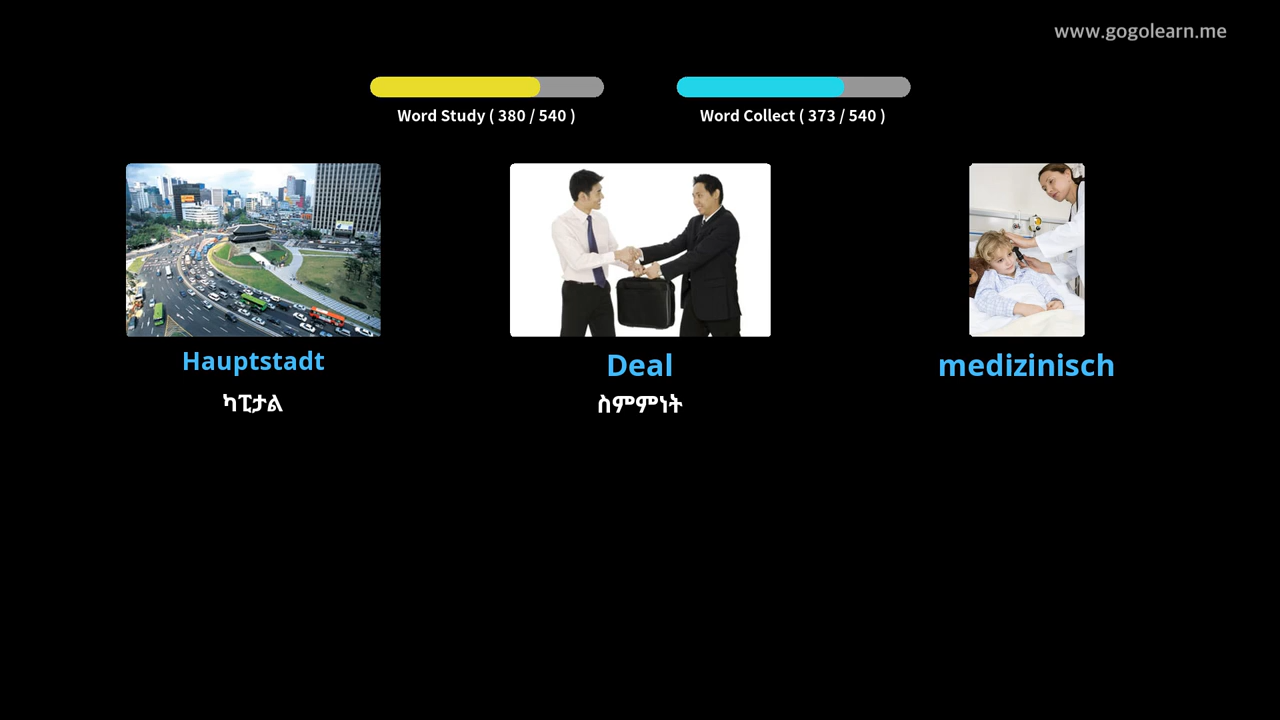 www.gogolearn.me
Word Study ( 380 / 540 )
Word Collect ( 373 / 540 )
Hauptstadt
Deal
medizinisch
ካፒታል
ስምምነት